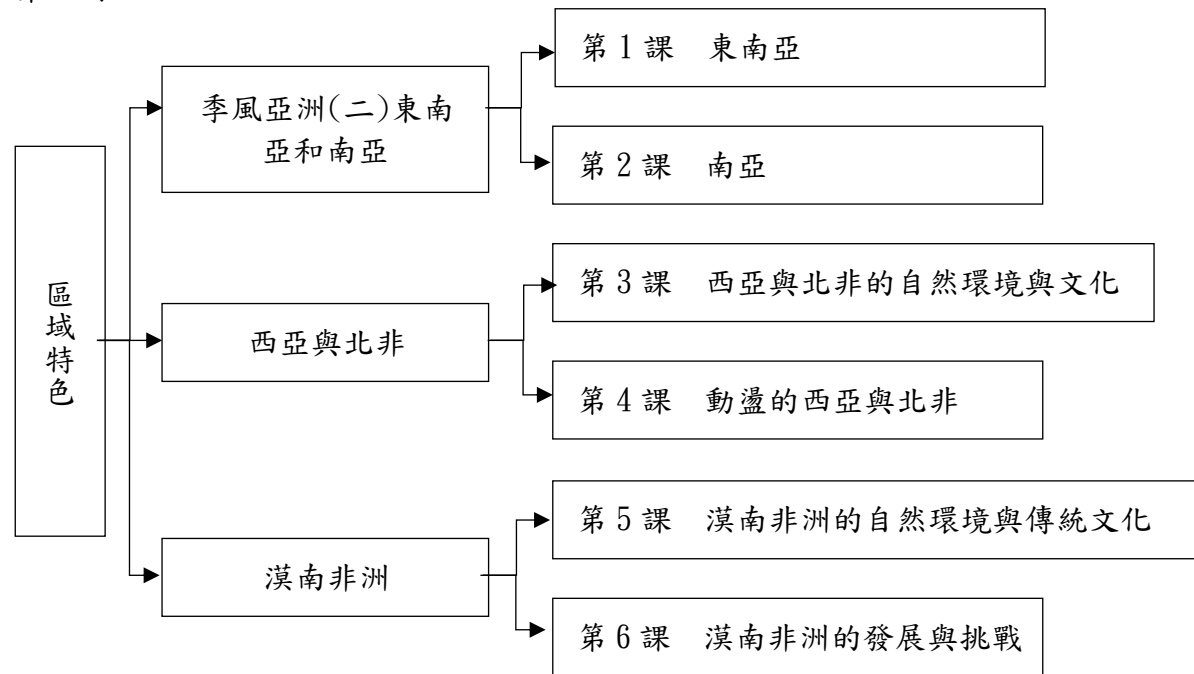 區域特色
季風亞洲(二)東南
亞和南亞
第1課　東南亞
第2課　南亞
西亞與北非
第3課　西亞與北非的自然環境與文化
第4課　動盪的西亞與北非
漠南非洲
第5課　漠南非洲的自然環境與傳統文化
第6課　漠南非洲的發展與挑戰